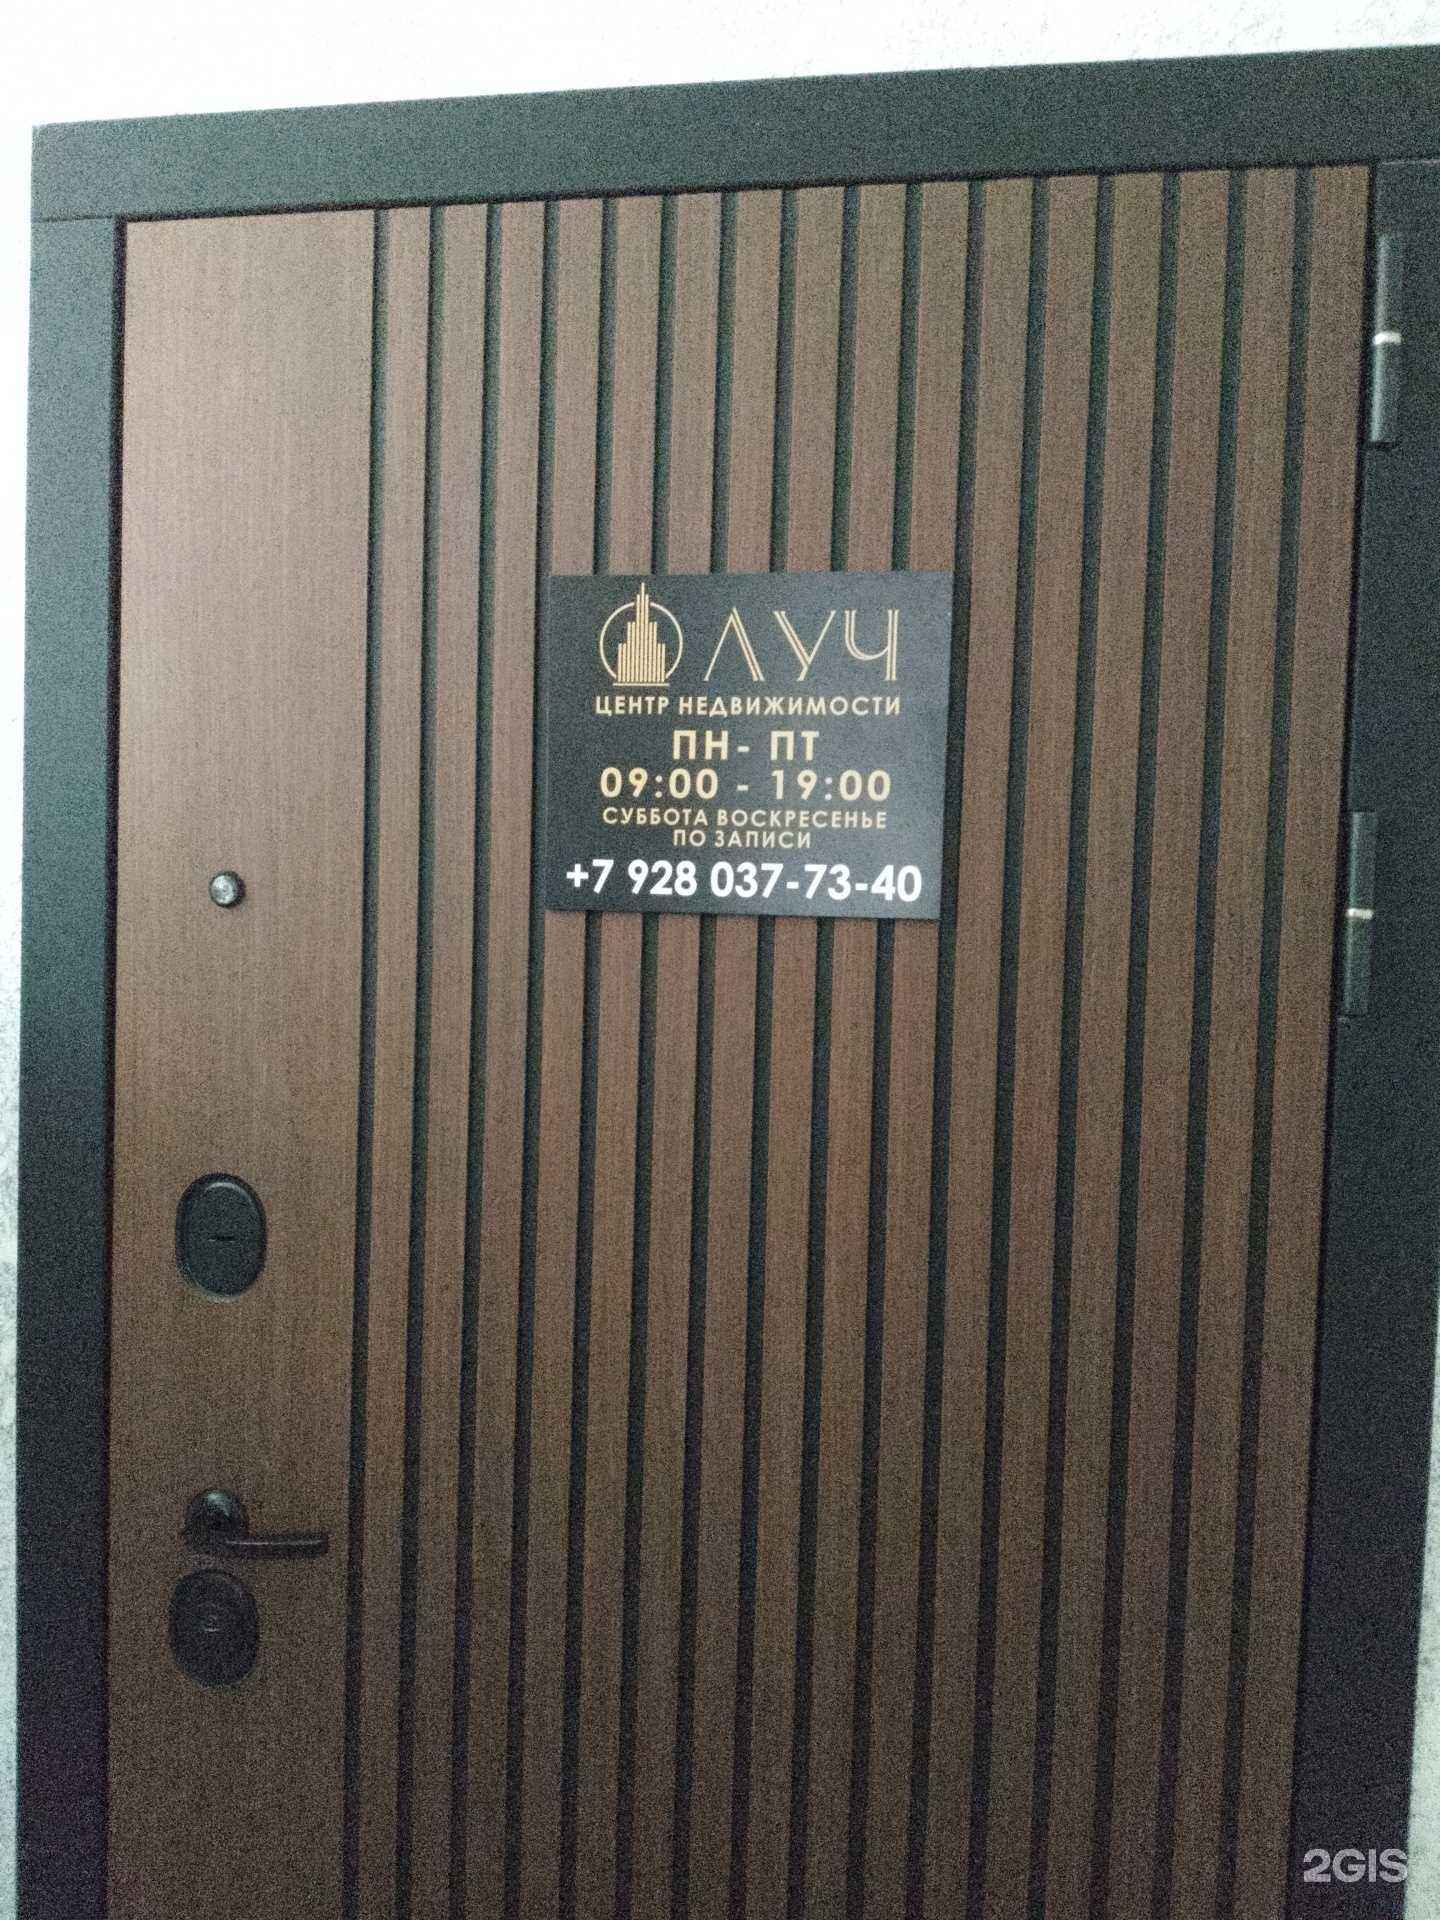 ЛУЧ
ЦЕНТР НЕДВИЖИМОСТИ
ПН- ПТ
09:00 - 19:00
СУББОТА ВОСКРЕСЕНЬЕ
ПО ЗАПИСИ
+7 928 037-73-40
2GIS